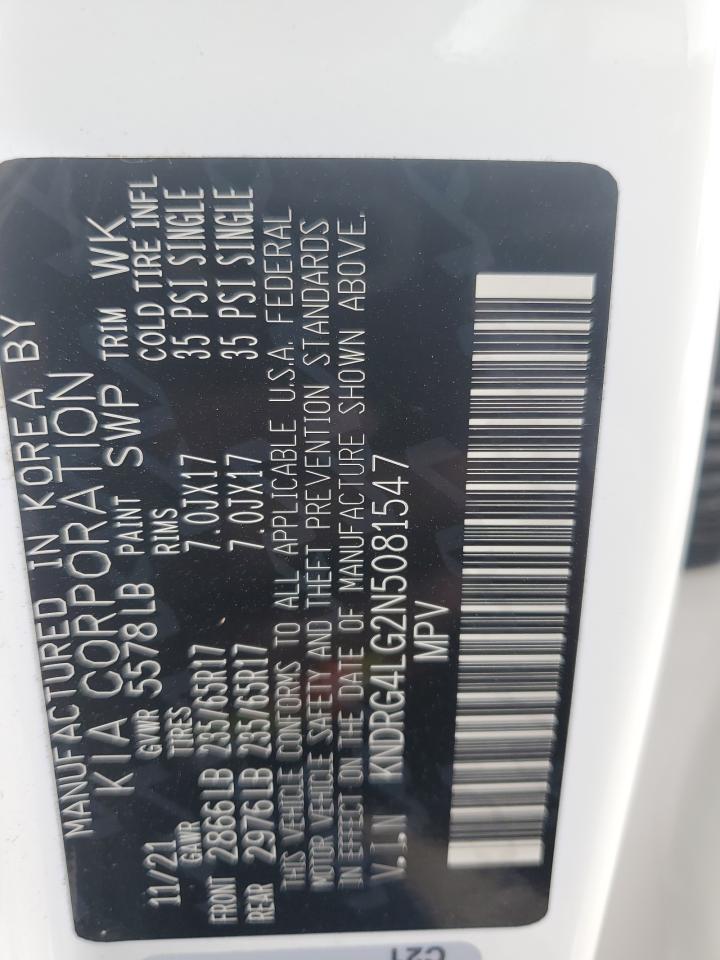 MANUFACTURED IN KOREA BY
KIA CORPORATION
11/21 GVWR 5578LB PAINT SWP TRIM WK
GAWR TIRES RIMS COLD TIRE INFL
FRONT 2866LB 235/65R17 7.0JX17 35 PSI SINGLE
REAR 2976LB 235/65R17 7.0JX17 35 PSI SINGLE
THIS VEHICLE CONFORMS TO ALL APPLICABLE U.S.A. FEDERAL
MOTOR VEHICLE SAFETY AND THEFT PREVENTION STANDARDS
IN EFFECT ON THE DATE OF MANUFACTURE SHOWN ABOVE.
V.I.N KNDRG4LG2N5081547
MPV
C21